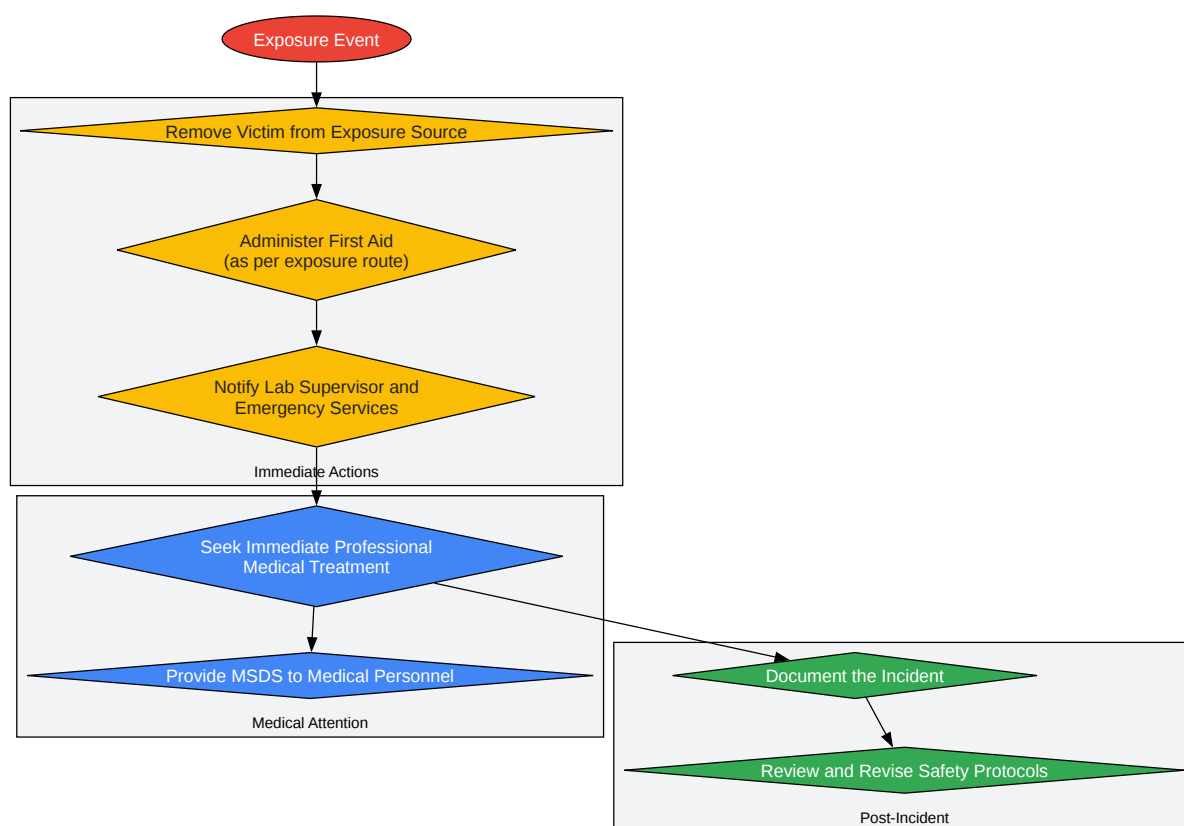 Exposure Event
Remove Victim from Exposure Source
Administer First Aid
(as per exposure route)
Notify Lab Supervisor and
Emergency Services
Immediate Actions
Seek Immediate Professional
Medical Treatment
Provide MSDS to Medical Personnel
Medical Attention
Document the Incident
Review and Revise Safety Protocols
Post-Incident